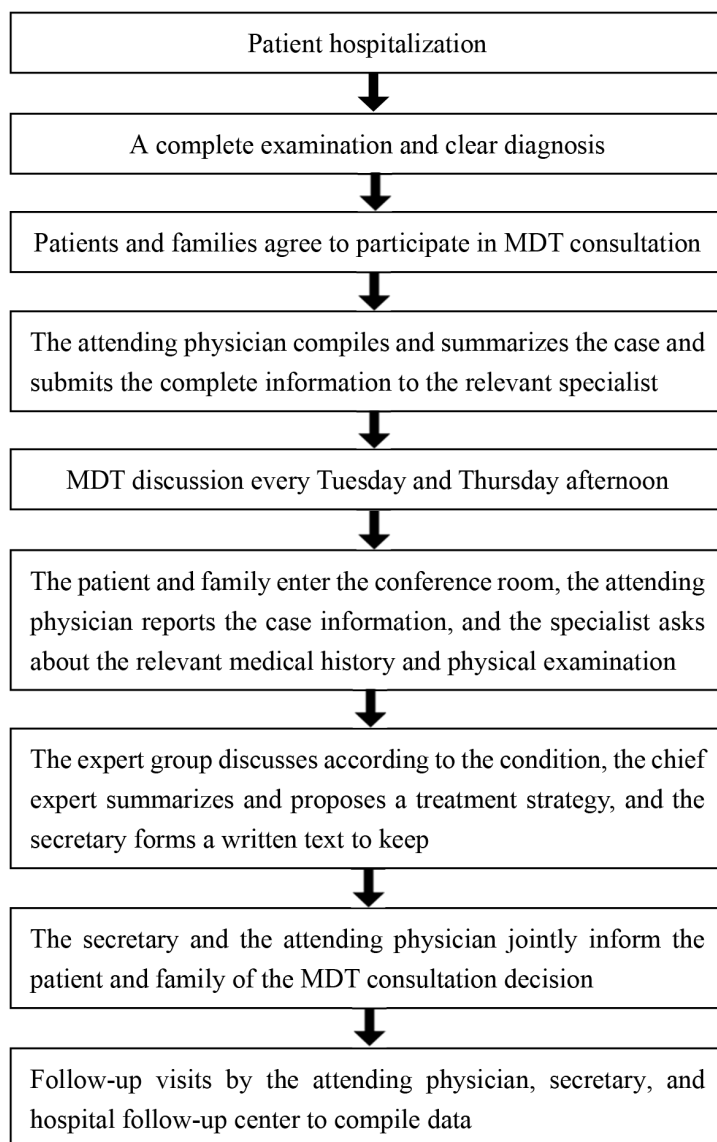 Patient hospitalization
A complete examination and clear diagnosis
Patients and families agree to participate in MDT consultation
The attending physician compiles and summarizes the case and
submits the complete information to the relevant specialist
MDT discussion every Tuesday and Thursday afternoon
The patient and family enter the conference room, the attending
physician reports the case information, and the specialist asks
about the relevant medical history and physical examination
The expert group discusses according to the condition, the chief
expert summarizes and proposes a treatment strategy, and the
secretary forms a written text to keep
The secretary and the attending physician jointly inform the
patient and family of the MDT consultation decision
Follow-up visits by the attending physician, secretary, and
hospital follow-up center to compile data